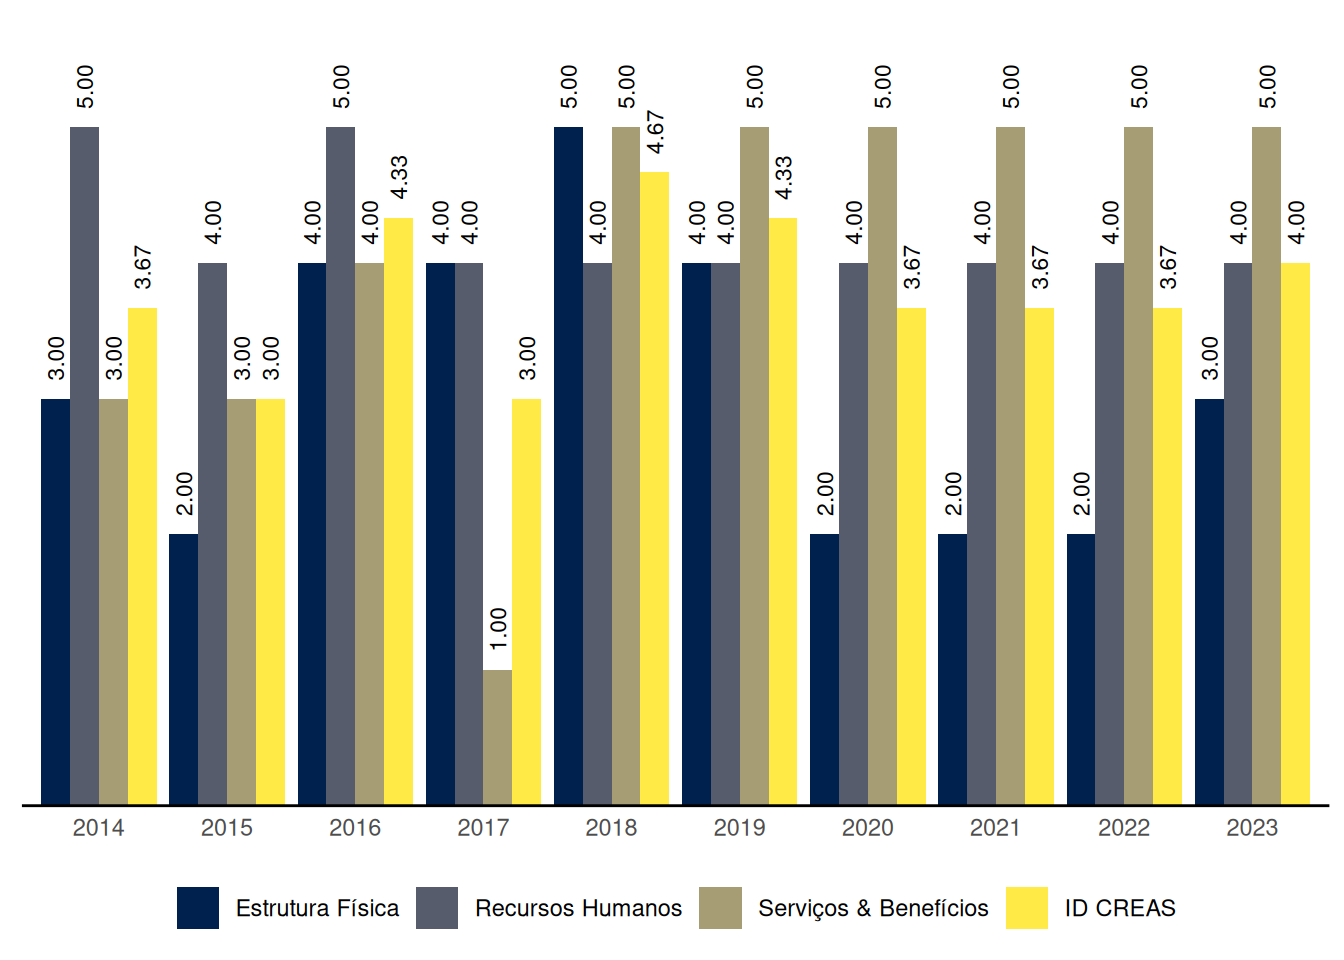 5.00 5.00 5.00 5.00 5.00 5.00 5.00 5.00 5.00
4.67
4.33 4.33
4.00 4.00 4.00 4.00 4.00 4.00 4.00 4.00 4.00 4.00 4.00 4.00 4.00 4.00
3.67 3.67 3.67 3.67
3.00 3.00 3.00 3.00 3.00 3.00
2.00 2.00 2.00 2.00
1.00
2014 2015 2016 2017 2018 2019 2020 2021 2022 2023
Estrutura Física Recursos Humanos Serviços & Benefícios ID CREAS